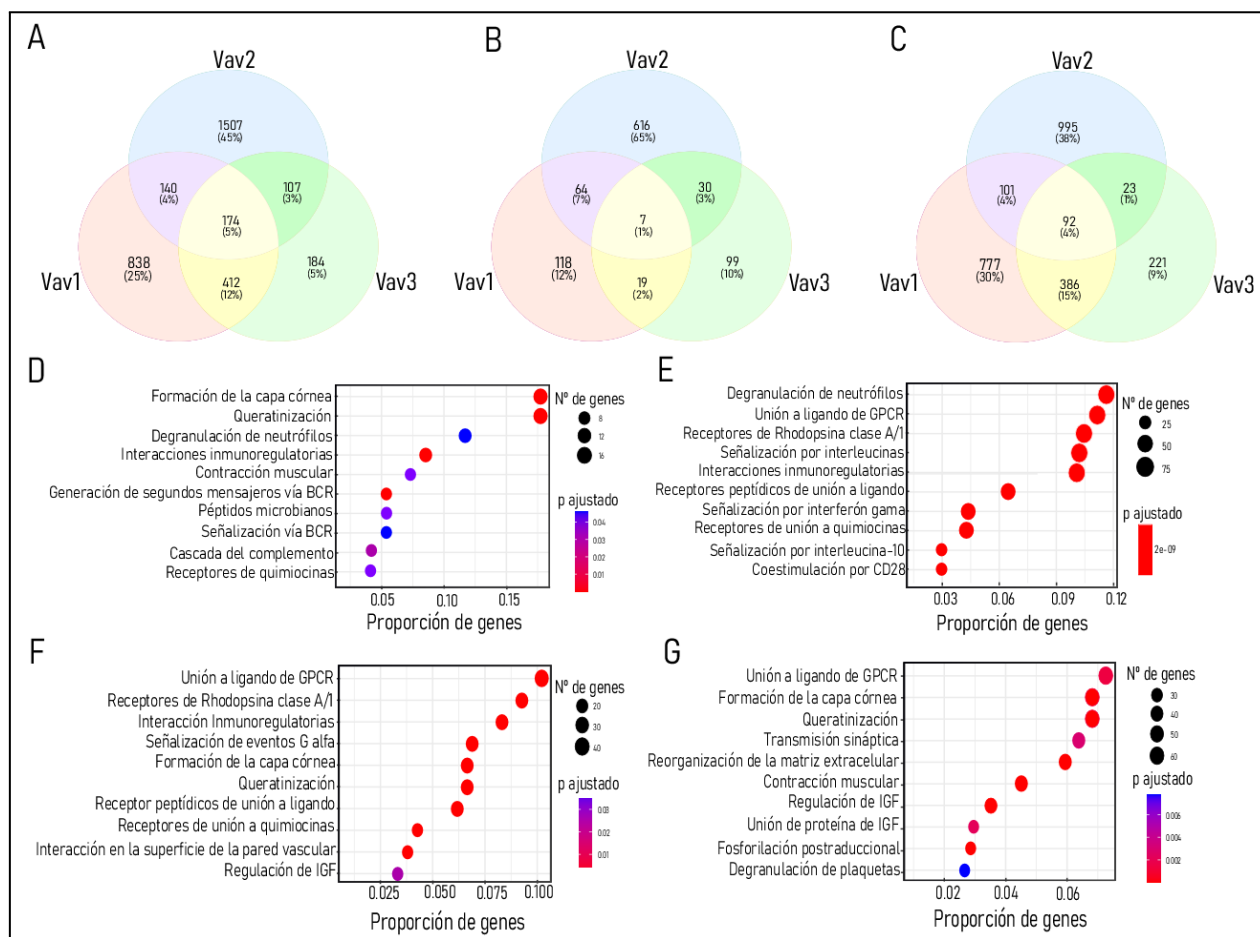 A
Vav2
1507
(45%)
140
(4%)
107
(3%)
174
(5%)
838
(25%)
184
(5%)
412
(12%)
Vav1
Vav3
B
Vav2
616
(65%)
64
(7%)
30
(3%)
7
(1%)
118
(12%)
99
(10%)
19
(2%)
Vav1
Vav3
C
Vav2
995
(38%)
101
(4%)
23
(1%)
92
(4%)
777
(30%)
221
(9%)
386
(15%)
Vav1
Vav3
D
Formación de la capa córnea
Queratinización
Degranulación de neutrófilos
Interacciones inmunoregulatorias
Contracción muscular
Generación de segundos mensajeros vía BCR
Péptidos microbianos
Señalización vía BCR
Cascada del complemento
Receptores de quimiocinas
0.05 0.10 0.15
Proporción de genes
Nº de genes
8
12
16
p ajustado
0.04
0.03
0.02
0.01
E
Degranulación de neutrófilos
Unión a ligando de GPCR
Receptores de Rhodopsina clase A/1
Señalización por interleucinas
Interacciones inmunoregulatorias
Receptores peptídicos de unión a ligando
Señalización por interferón gama
Receptores de unión a quimiocinas
Señalización por interleucina-10
Coestimulación por CD28
0.03 0.06 0.09 0.12
Proporción de genes
Nº de genes
25
50
75
p ajustado
2e-09
F
Unión a ligando de GPCR
Receptores de Rhodopsina clase A/1
Interacción Inmunoregulatorias
Señalización de eventos G alfa
Formación de la capa córnea
Queratinización
Receptor peptídicos de unión a ligando
Receptores de unión a quimiocinas
Interacción en la superficie de la pared vascular
Regulación de IGF
0.025 0.050 0.075 0.100
Proporción de genes
Nº de genes
20
30
40
p ajustado
0.03
0.02
0.01
G
Unión a ligando de GPCR
Formación de la capa córnea
Queratinización
Transmisión sináptica
Reorganización de la matriz extracelular
Contracción muscular
Regulación de IGF
Unión de proteína de IGF
Fosforilación postraduccional
Degranulación de plaquetas
0.02 0.04 0.06
Proporción de genes
Nº de genes
30
40
50
60
p ajustado
0.006
0.004
0.002